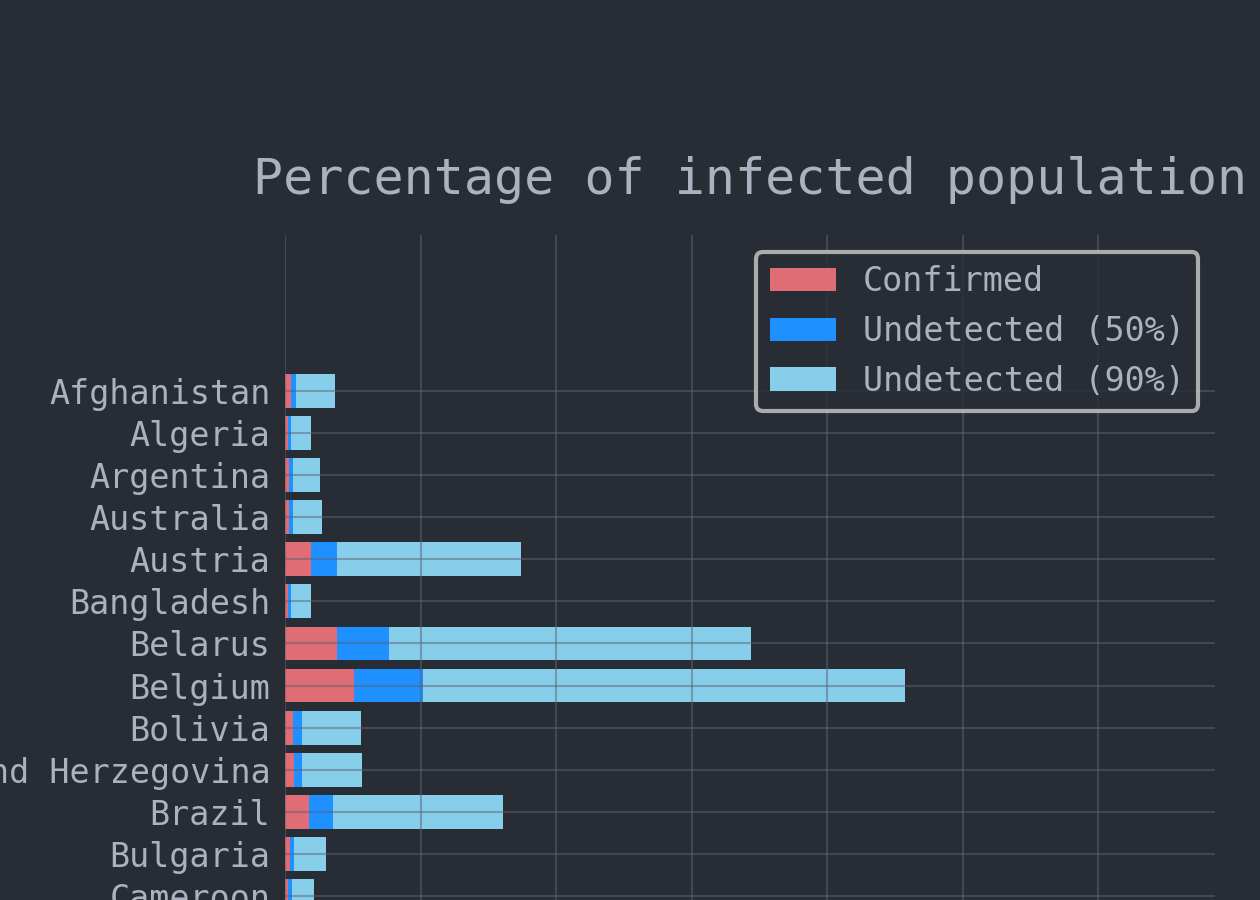 Percentage of infected population
Confirmed
Undetected (50%)
Undetected (90%)
Afghanistan
Algeria
Argentina
Australia
Austria
Bangladesh
Belarus
Belgium
Bolivia
Herzegovina
Brazil
Bulgaria
Cameroon